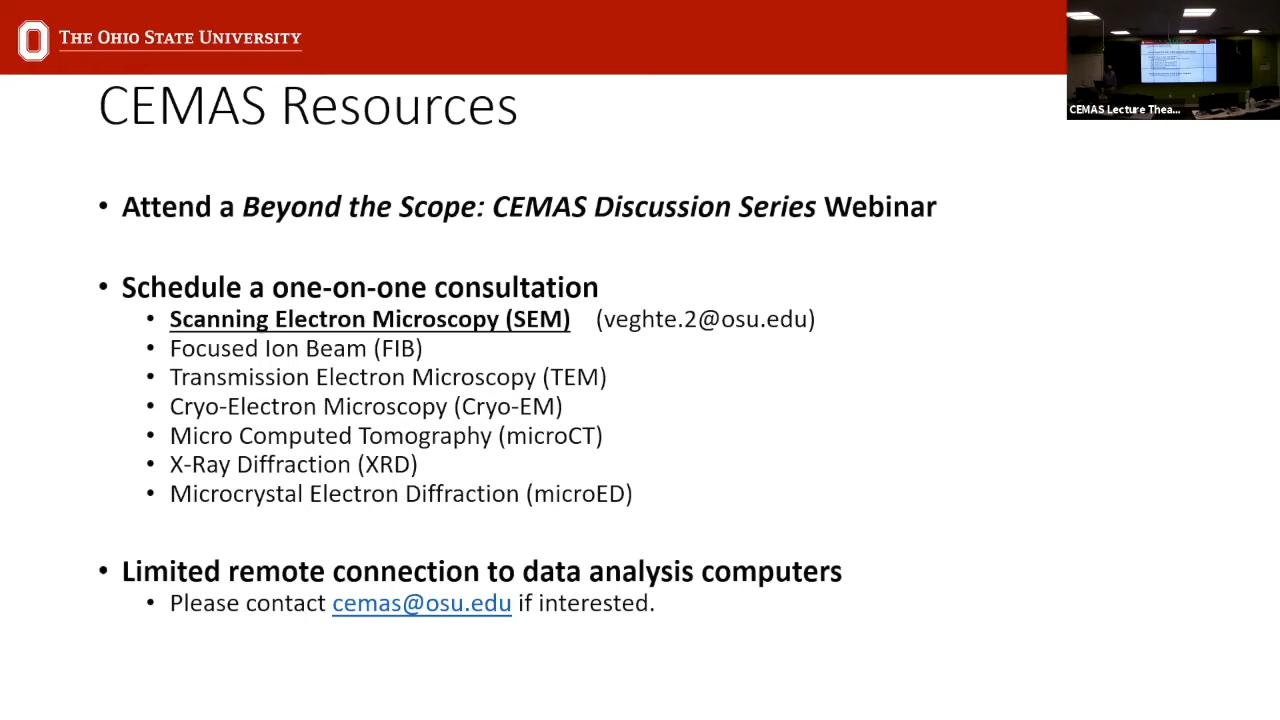 THE OHIO STATE UNIVERSITY
CEMAS Lecture Thea...
CEMAS Resources
• Attend a Beyond the Scope: CEMAS Discussion Series Webinar
• Schedule a one-on-one consultation
• Scanning Electron Microscopy (SEM) (veghte.2@osu.edu)
• Focused Ion Beam (FIB)
• Transmission Electron Microscopy (TEM)
• Cryo-Electron Microscopy (Cryo-EM)
• Micro Computed Tomography (microCT)
• X-Ray Diffraction (XRD)
• Microcrystal Electron Diffraction (microED)
• Limited remote connection to data analysis computers
• Please contact cemas@osu.edu if interested.